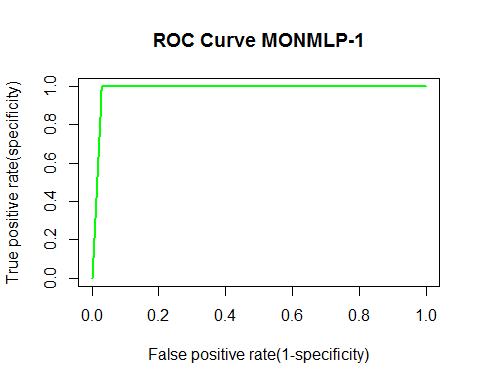 ROC Curve MONMLP-1
True positive rate(specificity)
1.0
0.8
0.6
0.4
0.2
0.0
0.0 0.2 0.4 0.6 0.8 1.0
False positive rate(1-specificity)